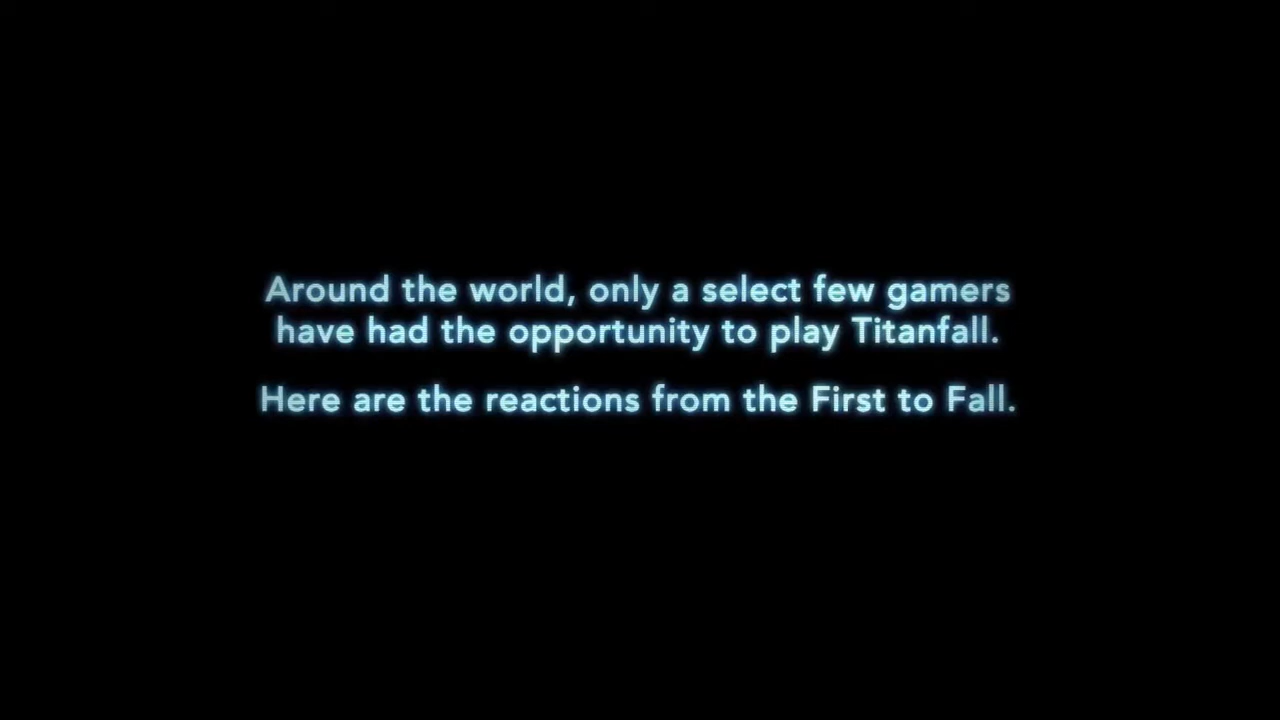 Around the world, only a select few gamers
have had the opportunity to play Titanfall.
Here are the reactions from the First to Fall.